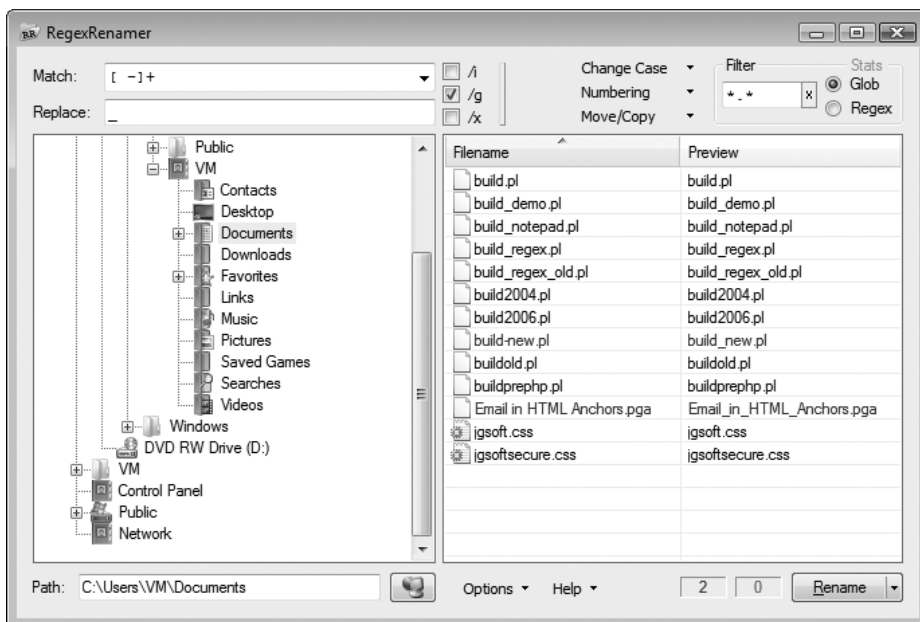 RegexRenamer
Match:
[ -]+
/i
/g
/x
Replace:
_
Change Case
Numbering
Move/Copy
Filter
*.*
x
Stats
Glob
Regex
Public
VM
Contacts
Desktop
Documents
Downloads
Favorites
Links
Music
Pictures
Saved Games
Searches
Videos
Windows
DVD RW Drive (D:)
VM
Control Panel
Public
Network
Filename Preview
build.pl build.pl
build_demo.pl build_demo.pl
build_notepad.pl build_notepad.pl
build_regex.pl build_regex.pl
build_regex_old.pl build_regex_old.pl
build2004.pl build2004.pl
build2006.pl build2006.pl
build-new.pl build_new.pl
buildold.pl buildold.pl
buildprephp.pl buildprephp.pl
Email in HTML Anchors.pga Email_in_HTML_Anchors.pga
jgsoft.css jgsoft.css
jgsoftsecure.css jgsoftsecure.css
Path: C:\Users\VM\Documents
Options
Help
2
0
Rename